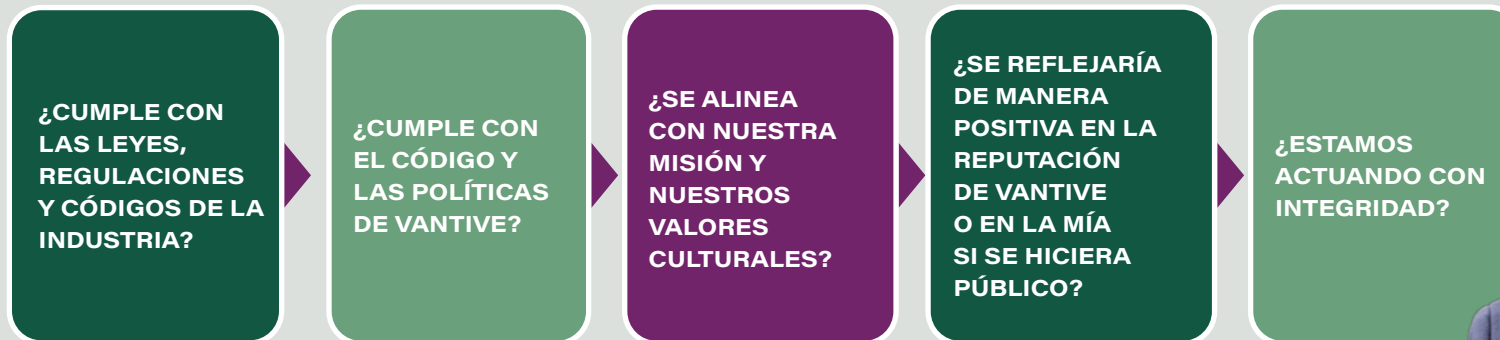 ¿CUMPLE CON
LAS LEYES,
REGULACIONES
Y CÓDIGOS DE LA
INDUSTRIA?
¿CUMPLE CON
EL CÓDIGO Y
LAS POLÍTICAS
DE VANTIVE?
¿SE ALINEA
CON NUESTRA
MISIÓN Y
NUESTROS
VALORES
CULTURALES?
¿SE REFLEJARÍA
DE MANERA
POSITIVA EN LA
REPUTACIÓN
DE VANTIVE
O EN LA MÍA
SI SE HICIERA
PÚBLICO?
¿ESTAMOS
ACTUANDO CON
INTEGRIDAD?